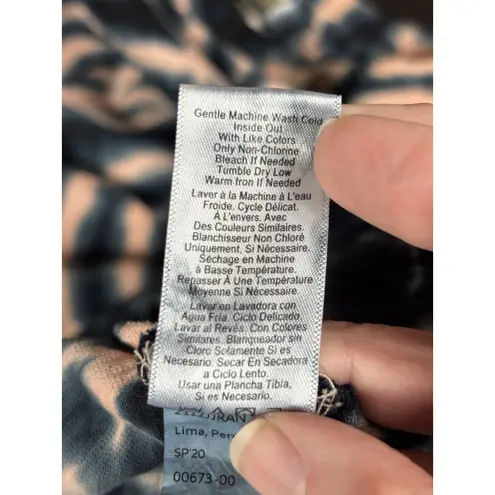 Gentle Machine Wash Cold
Inside Out
With Like Colors
Only Non-Chlorine
Bleach If Needed
Tumble Dry Low
Warm Iron If Needed
Laver à la Machine à L'eau
Froide. Cycle Délicat.
À L'envers. Avec
Des Couleurs Similaires.
Blanchisseur Non Chloré
Uniquement, Si Nécessaire.
Séchage en Machine
à Basse Température.
Repasser À Une Température
Moyenne Si Nécessaire.
Lavar en Lavadora con
Agua Fria. Ciclo Delicado.
Lavar al Revés. Con Colores
Similares. Blanqueador sin
Cloro Solamente Si es
Necesario. Secar En Secadora
a Ciclo Lento.
Usar una Plancha Tibia,
Si es Necesario.
Lima, Per
SP'20
00673-00